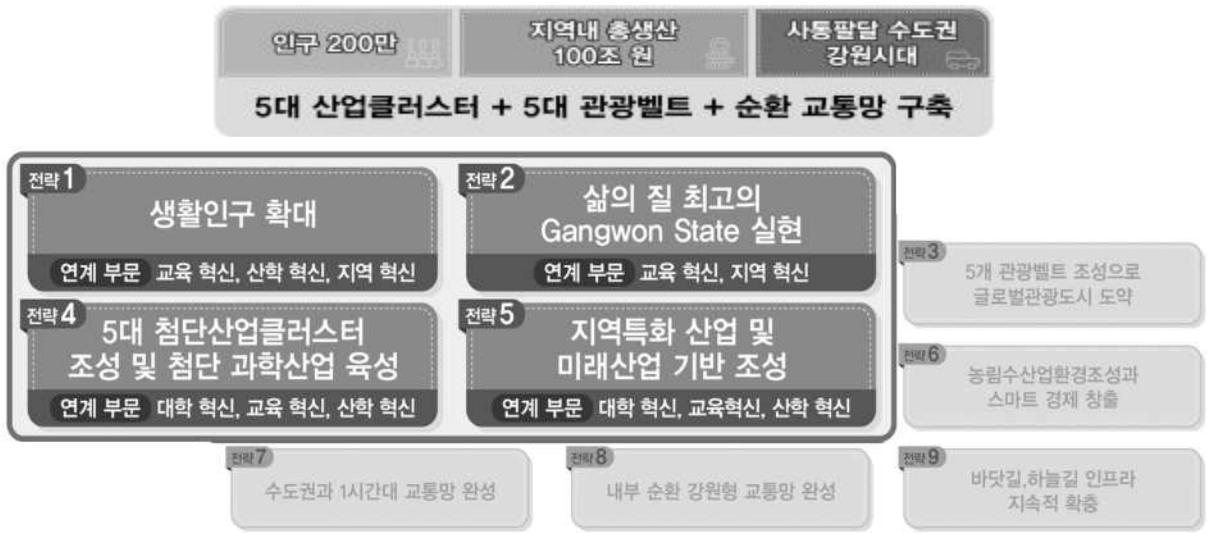 인구 200만
지역내 총생산
100조 원
사통팔달 수도권
강원시대
5대 산업클러스터 + 5대 관광벨트 + 순환 교통망 구축
전략 1
생활인구 확대
연계 부문 교육 혁신, 산학 혁신, 지역 혁신
전략 2
삶의 질 최고의
Gangwon State 실현
연계 부문 교육 혁신, 지역 혁신
전략 3
5개 관광벨트 조성으로
글로벌관광도시 도약
전략 4
5대 첨단산업클러스터
조성 및 첨단 과학산업 육성
연계 부문 대학 혁신, 교육 혁신, 산학 혁신
전략 5
지역특화 산업 및
미래산업 기반 조성
연계 부문 대학 혁신, 교육혁신, 산학 혁신
전략 6
농림수산업환경조성과
스마트 경제 창출
전략 7
수도권과 1시간대 교통망 완성
전략 8
내부 순환 강원형 교통망 완성
전략 9
바닷길,하늘길 인프라
지속적 확충